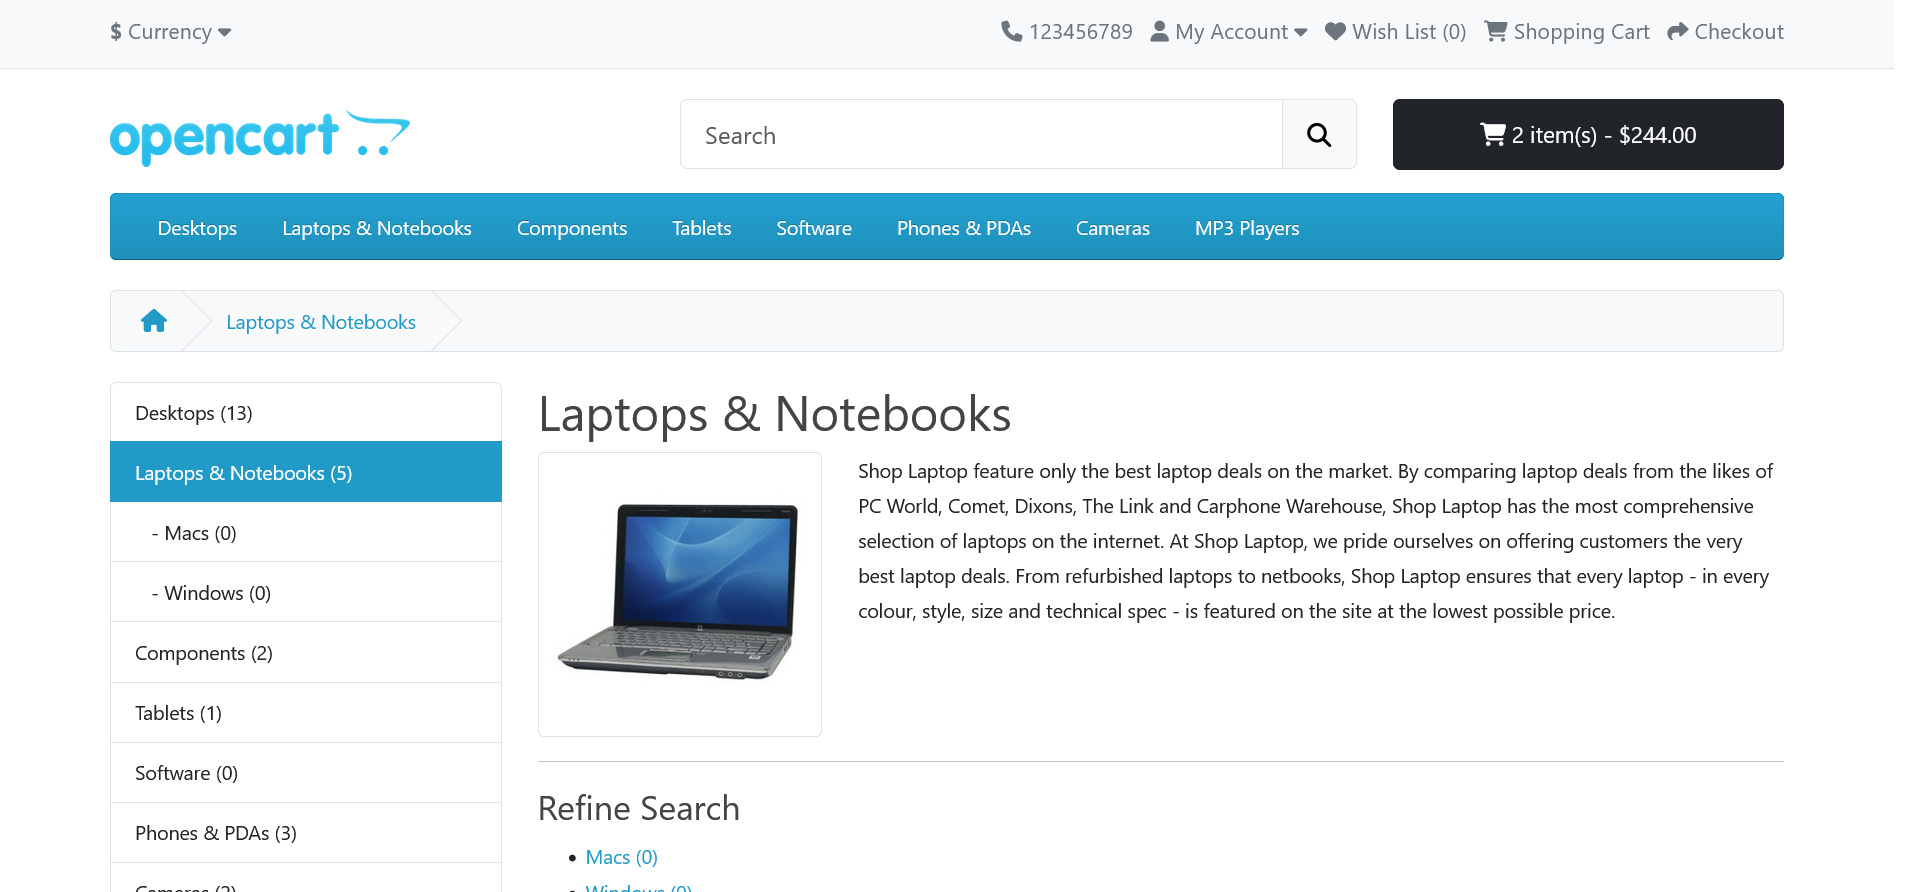 $ Currency
123456789 My Account Wish List (0) Shopping Cart Checkout
opencart
Search
2 item(s) - $244.00
Desktops Laptops & Notebooks Components Tablets Software Phones & PDAs Cameras MP3 Players
Laptops & Notebooks
Desktops (13)
Laptops & Notebooks (5)
- Macs (0)
- Windows (0)
Components (2)
Tablets (1)
Software (0)
Phones & PDAs (3)
Cameras (2)
Laptops & Notebooks
Shop Laptop feature only the best laptop deals on the market. By comparing laptop deals from the likes of
PC World, Comet, Dixons, The Link and Carphone Warehouse, Shop Laptop has the most comprehensive
selection of laptops on the internet. At Shop Laptop, we pride ourselves on offering customers the very
best laptop deals. From refurbished laptops to netbooks, Shop Laptop ensures that every laptop - in every
colour, style, size and technical spec - is featured on the site at the lowest possible price.
Refine Search
Macs (0)
Windows (0)